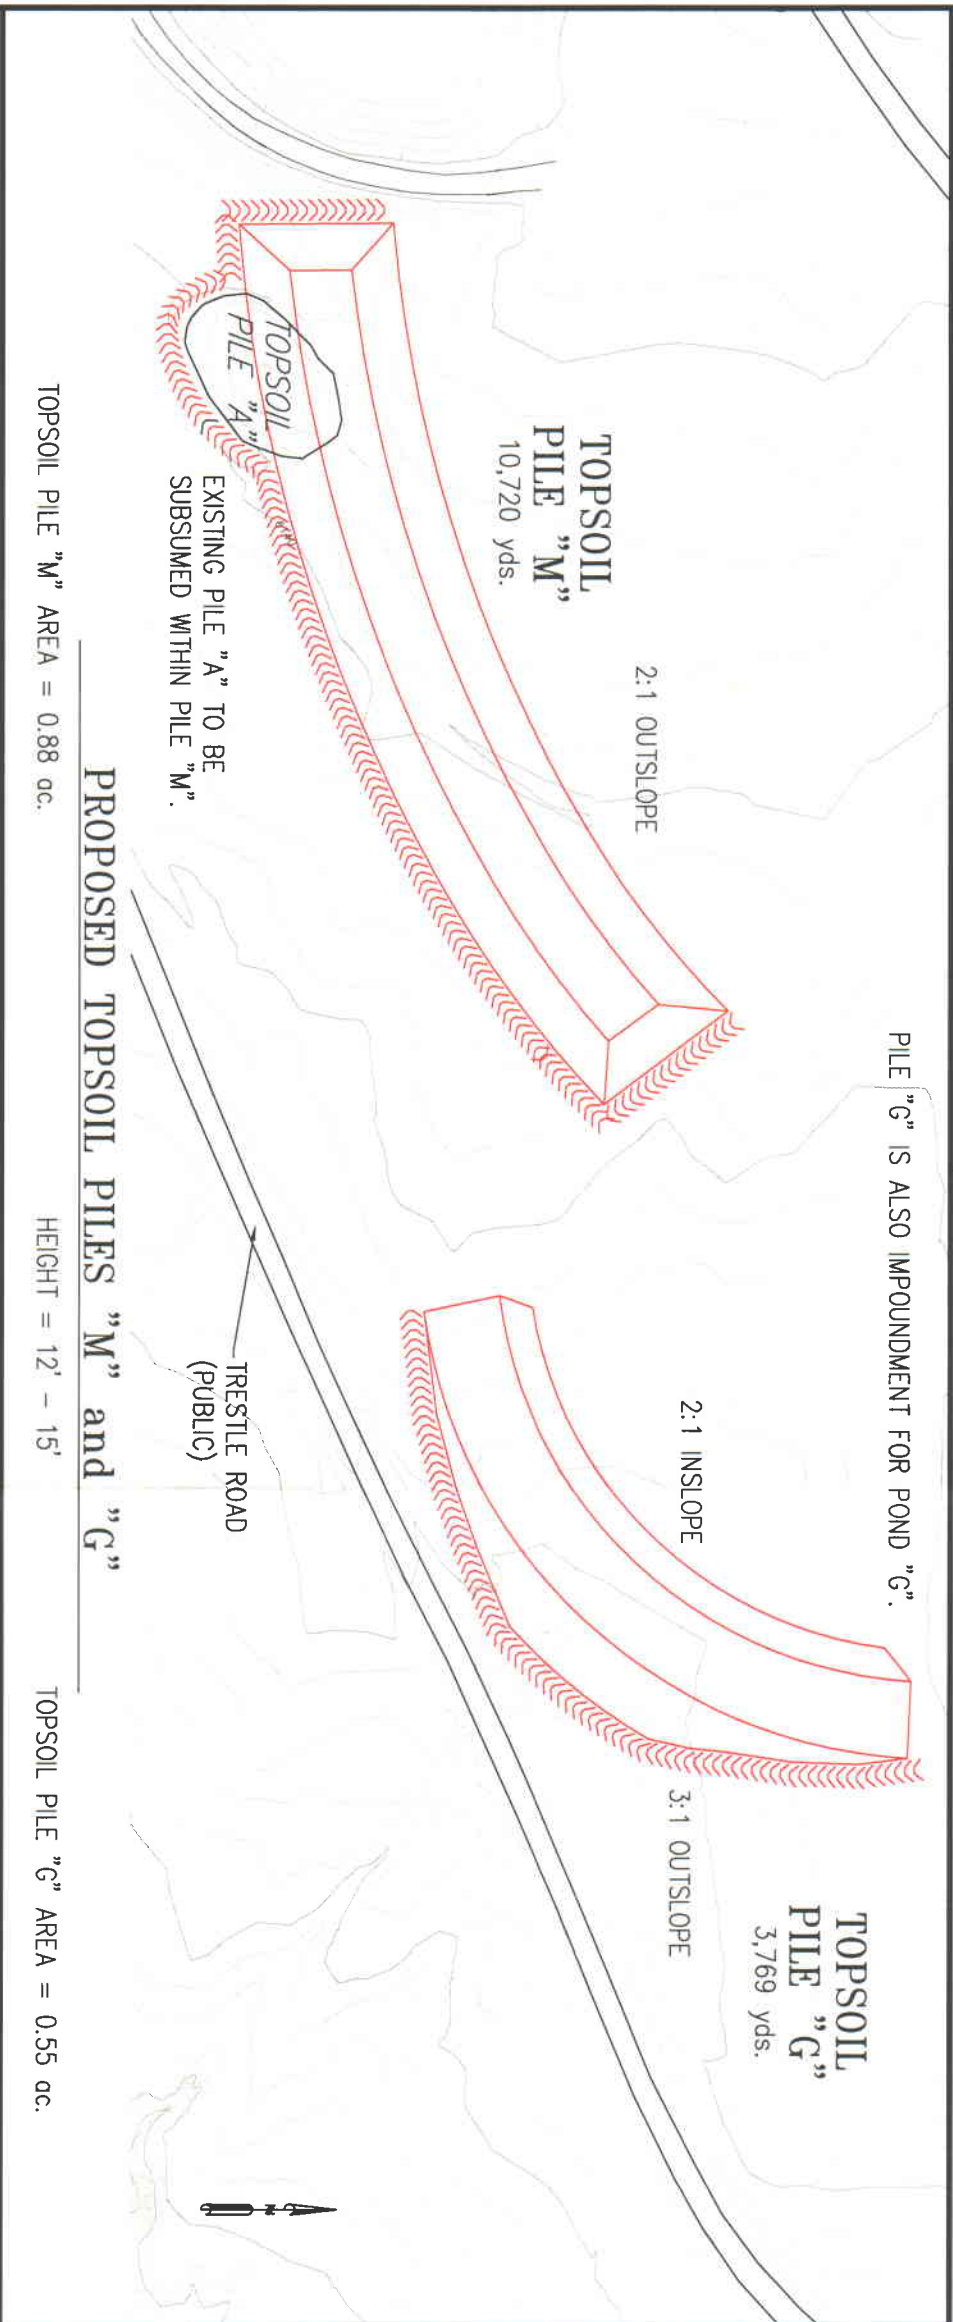 PILE "G" IS ALSO IMPOUNDMENT FOR POND "G".
TOPSOIL
PILE "G"
3,769 yds.
TOPSOIL
PILE "M"
10,720 yds.
2:1 OUTSLOPE
2:1 INSLOPE
3:1 OUTSLOPE
TOPSOIL
PILE "A"
EXISTING PILE "A" TO BE
SUBSUMED WITHIN PILE "M".
TRESTLE ROAD
(PUBLIC)
N
PROPOSED TOPSOIL PILES "M" and "G"
TOPSOIL PILE "M" AREA = 0.88 ac.
HEIGHT = 12' - 15'
TOPSOIL PILE "G" AREA = 0.55 ac.